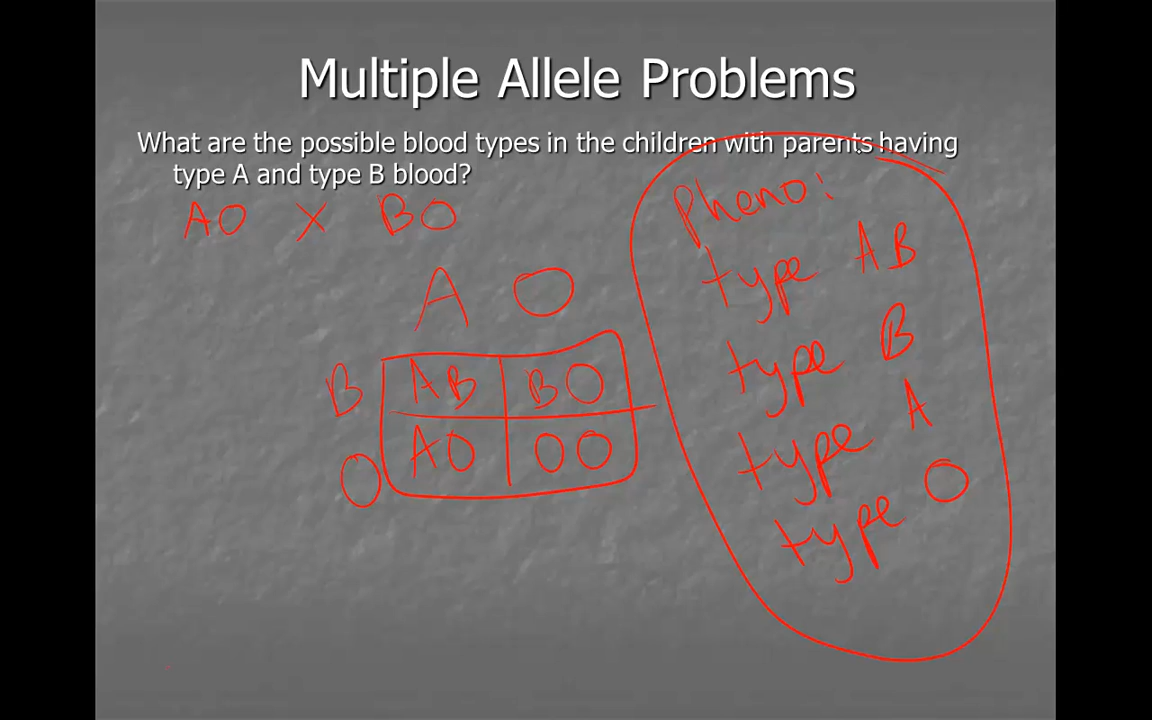 Multiple Allele Problems
What are the possible blood types in the children with parents having
type A and type B blood?
AO X BO
A O
B AB BO
O AO OO
Pheno:
type AB
type B
type A
type O